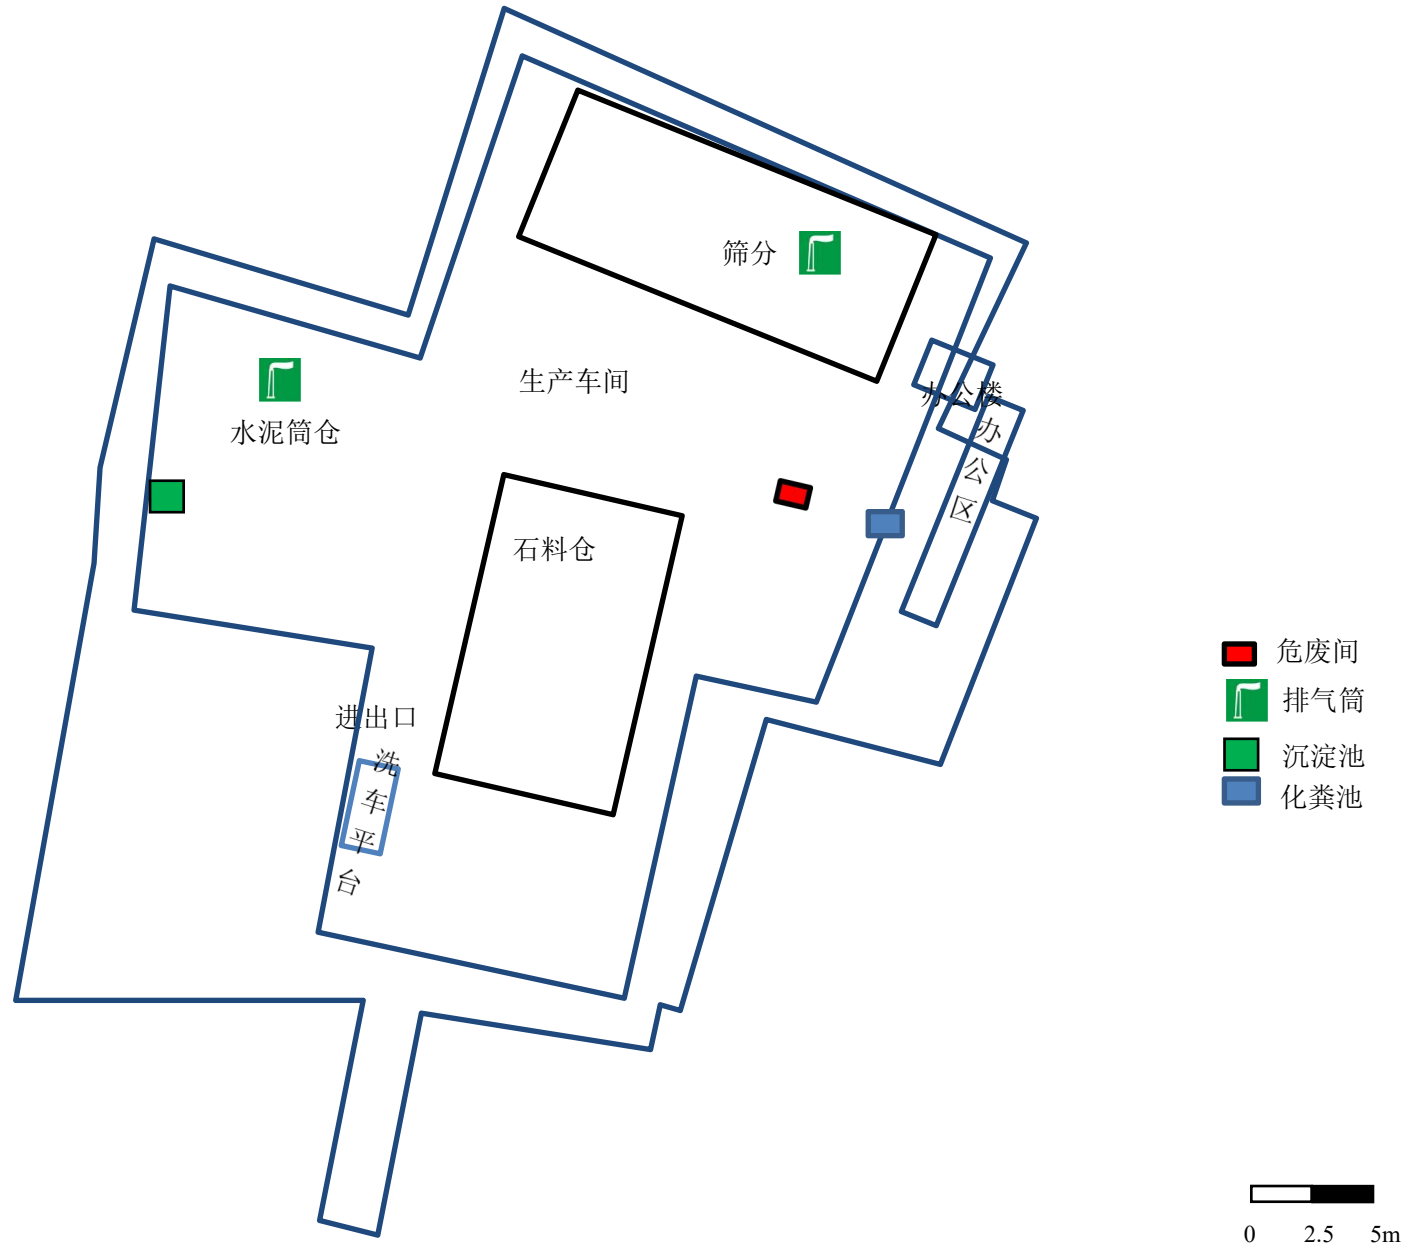 筛分
生产车间
办公楼
水泥筒仓
办公区
石料仓
进出口
洗车平台
危废间
排气筒
沉淀池
化粪池
0 2.5 5m